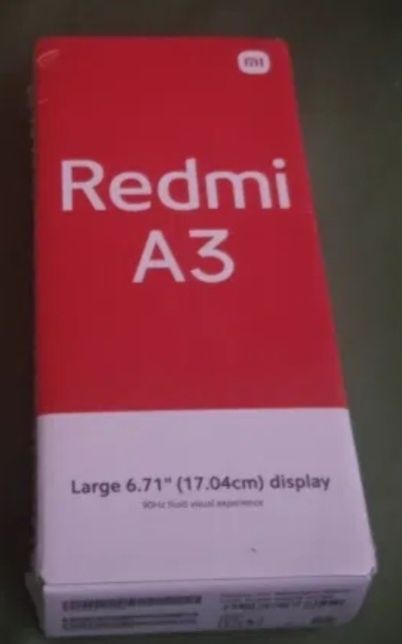 mi
Redmi
A3
Large 6.71" (17.04cm) display
90Hz fluid visual experience